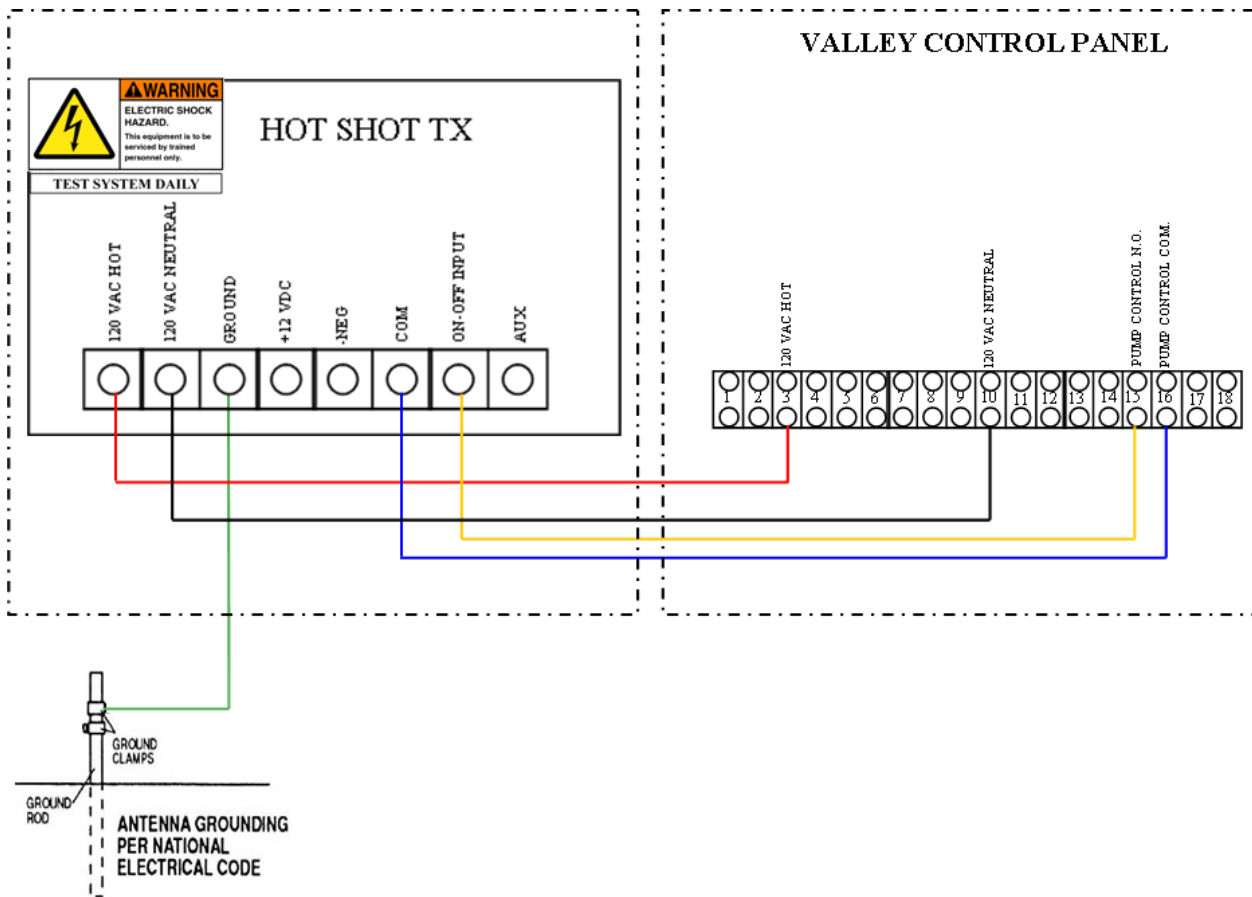 VALLEY CONTROL PANEL
WARNING
ELECTRIC SHOCK
HAZARD.
This equipment is to be
serviced by trained
personnel only.
TEST SYSTEM DAILY
HOT SHOT TX
120 VAC HOT
120 VAC NEUTRAL
GROUND
+12 VDC
-NEG
COM
ON-OFF INPUT
AUX
120 VAC HOT
120 VAC NEUTRAL
PUMP CONTROL N.O.
PUMP CONTROL COM.
1 2 3 4 5 6 7 8 9 10 11 12 13 14 15 16 17 18
GROUND
CLAMPS
GROUND
ROD
ANTENNA GROUNDING
PER NATIONAL
ELECTRICAL CODE